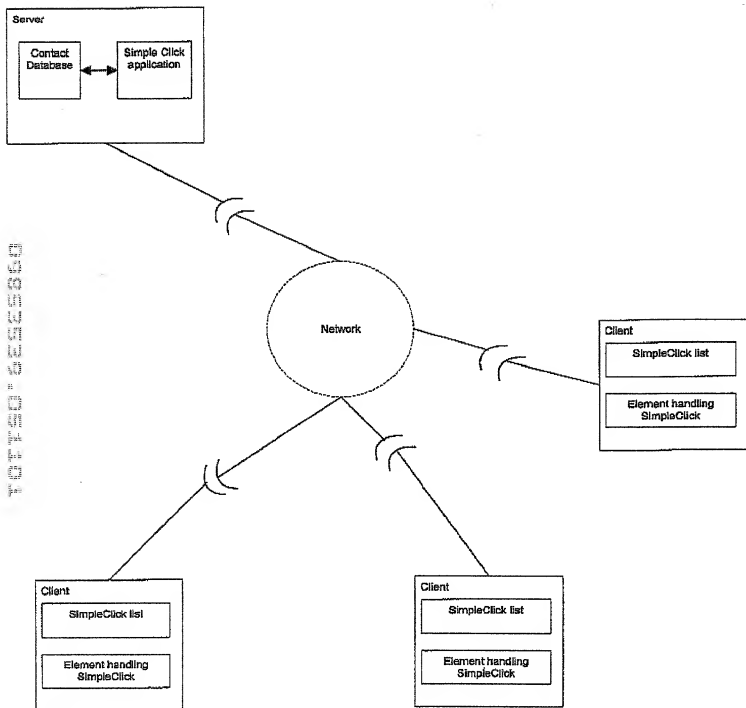 Server
Contact
Database
Simple Click
application
Network
Client
SimpleClick list
Element handling
SimpleClick
Client
SimpleClick list
Element handling
SimpleClick
Client
SimpleClick list
Element handling
SimpleClick